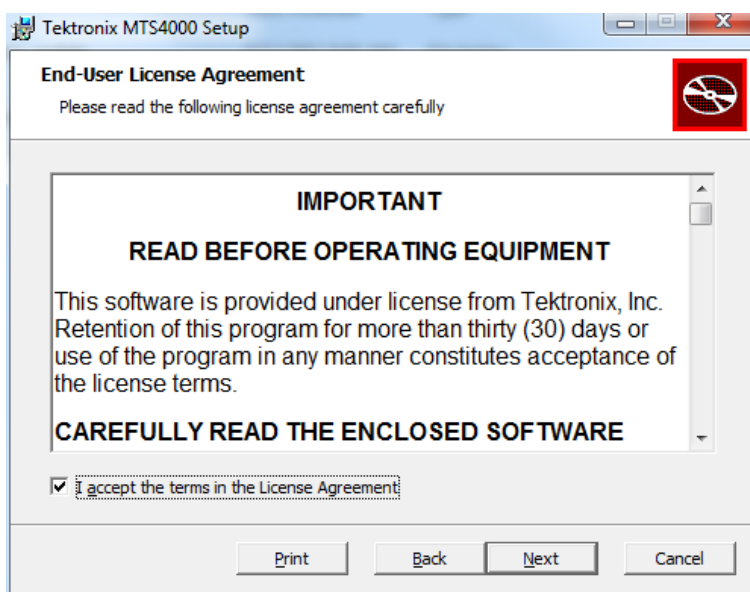 Tektronix MTS4000 Setup
End-User License Agreement
Please read the following license agreement carefully
IMPORTANT
READ BEFORE OPERATING EQUIPMENT
This software is provided under license from Tektronix, Inc.
Retention of this program for more than thirty (30) days or
use of the program in any manner constitutes acceptance of
the license terms.
CAREFULLY READ THE ENCLOSED SOFTWARE
I accept the terms in the License Agreement
Print Back Next Cancel